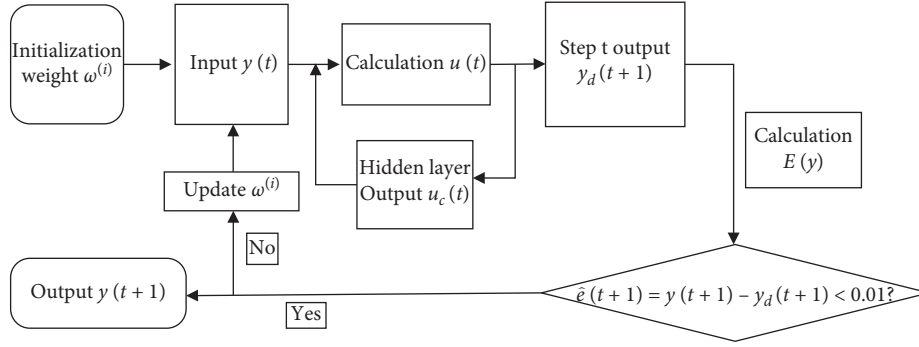 Initialization
weight ω⁽ⁱ⁾
Input y (t)
Calculation u (t)
Step t output
y_d (t + 1)
Hidden layer
Output u_c (t)
Calculation
E (y)
Update ω⁽ⁱ⁾
No
Output y (t + 1)
Yes
ê (t + 1) = y (t + 1) – y_d (t + 1) < 0.01?